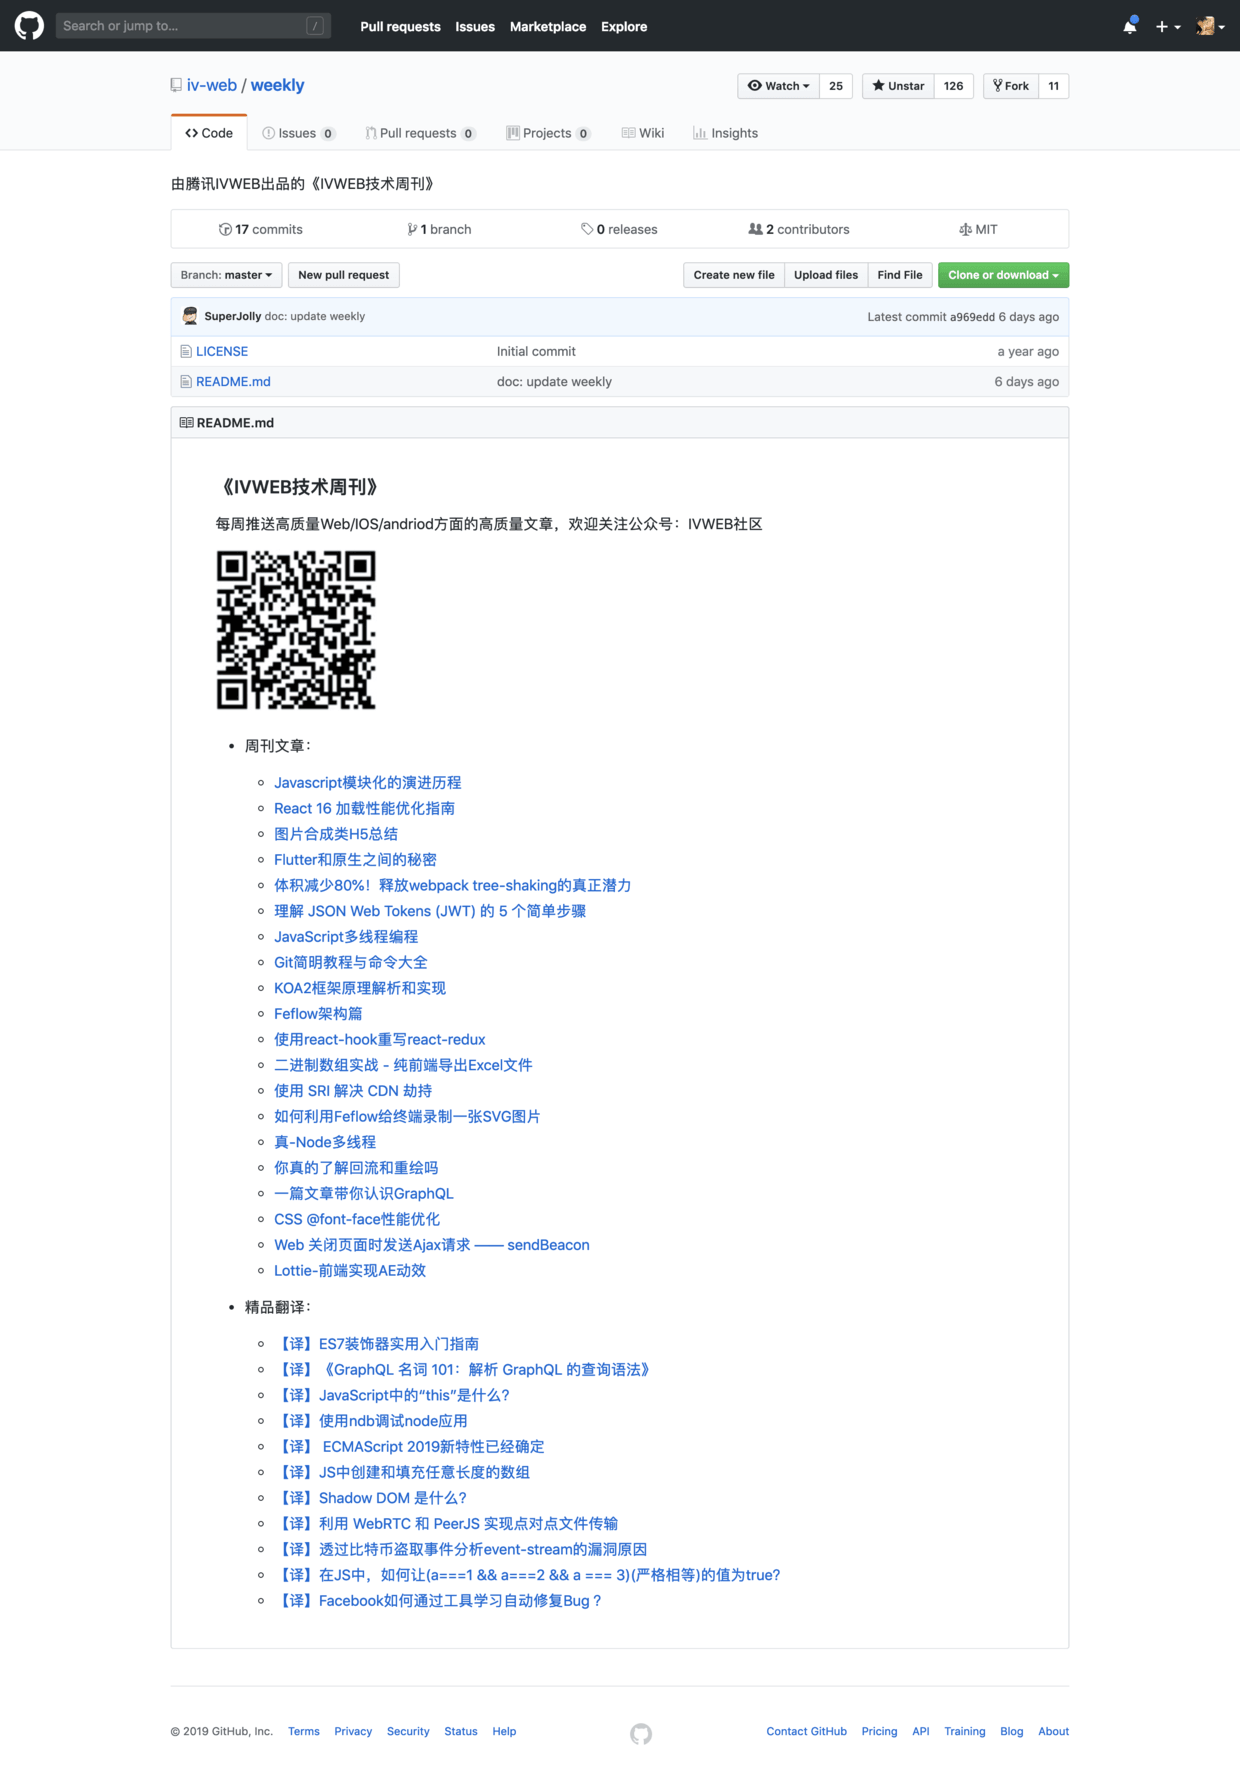 Search or jump to... /
Pull requests Issues Marketplace Explore
iv-web / weekly
Watch 25 Unstar 126 Fork 11
Code Issues 0 Pull requests 0 Projects 0 Wiki Insights
由腾讯IVWEB出品的《IVWEB技术周刊》
17 commits 1 branch 0 releases 2 contributors MIT
Branch: master New pull request Create new file Upload files Find File Clone or download
SuperJolly doc: update weekly Latest commit a969edd 6 days ago
LICENSE Initial commit a year ago
README.md doc: update weekly 6 days ago
README.md
《IVWEB技术周刊》
每周推送高质量Web/IOS/andriod方面的高质量文章，欢迎关注公众号：IVWEB社区
周刊文章：
Javascript模块化的演进历程
React 16 加载性能优化指南
图片合成类H5总结
Flutter和原生之间的秘密
体积减少80%！释放webpack tree-shaking的真正潜力
理解 JSON Web Tokens (JWT) 的 5 个简单步骤
JavaScript多线程编程
Git简明教程与命令大全
KOA2框架原理解析和实现
Feflow架构篇
使用react-hook重写react-redux
二进制数组实战 - 纯前端导出Excel文件
使用 SRI 解决 CDN 劫持
如何利用Feflow给终端录制一张SVG图片
真-Node多线程
你真的了解回流和重绘吗
一篇文章带你认识GraphQL
CSS @font-face性能优化
Web 关闭页面时发送Ajax请求 —— sendBeacon
Lottie-前端实现AE动效
精品翻译：
【译】ES7装饰器实用入门指南
【译】《GraphQL 名词 101：解析 GraphQL 的查询语法》
【译】JavaScript中的“this”是什么?
【译】使用ndb调试node应用
【译】 ECMAScript 2019新特性已经确定
【译】JS中创建和填充任意长度的数组
【译】Shadow DOM 是什么?
【译】利用 WebRTC 和 PeerJS 实现点对点文件传输
【译】透过比特币盗取事件分析event-stream的漏洞原因
【译】在JS中，如何让(a===1 && a===2 && a === 3)(严格相等)的值为true?
【译】Facebook如何通过工具学习自动修复Bug ?
© 2019 GitHub, Inc. Terms Privacy Security Status Help Contact GitHub Pricing API Training Blog About